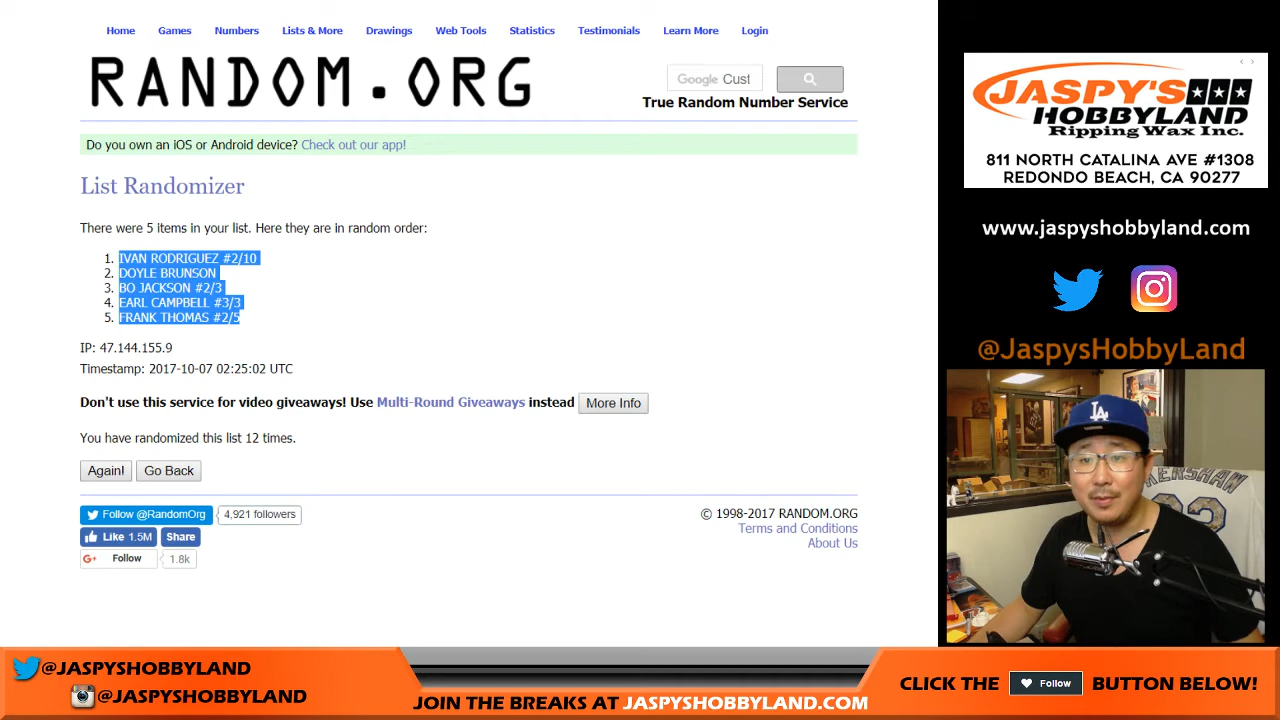 Home Games Numbers Lists & More Drawings Web Tools Statistics Testimonials Learn More Login
RANDOM.ORG
Google Cust
True Random Number Service
Do you own an iOS or Android device? Check out our app!
List Randomizer
There were 5 items in your list. Here they are in random order:
1. IVAN RODRIGUEZ #2/10
2. DOYLE BRUNSON
3. BO JACKSON #2/3
4. EARL CAMPBELL #3/3
5. FRANK THOMAS #2/5
IP: 47.144.155.9
Timestamp: 2017-10-07 02:25:02 UTC
Don't use this service for video giveaways! Use Multi-Round Giveaways instead More Info
You have randomized this list 12 times.
Again! Go Back
Follow @RandomOrg 4,921 followers
Like 1.5M Share
G+ Follow 1.8k
© 1998-2017 RANDOM.ORG
Terms and Conditions
About Us
JASPY'S
HOBBYLAND
Ripping Wax Inc.
811 NORTH CATALINA AVE #1308
REDONDO BEACH, CA 90277
www.jaspyshobbyland.com
@JaspysHobbyLand
LA
KERSHAW
22
@JASPYSHOBBYLAND
@JASPYSHOBBYLAND
JOIN THE BREAKS AT JASPYSHOBBYLAND.COM
CLICK THE Follow BUTTON BELOW!